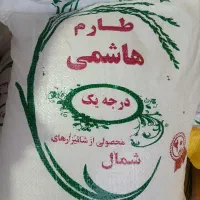 طارم
هاشمی
درجه یک
محصولی از شالیزارهای
شمال